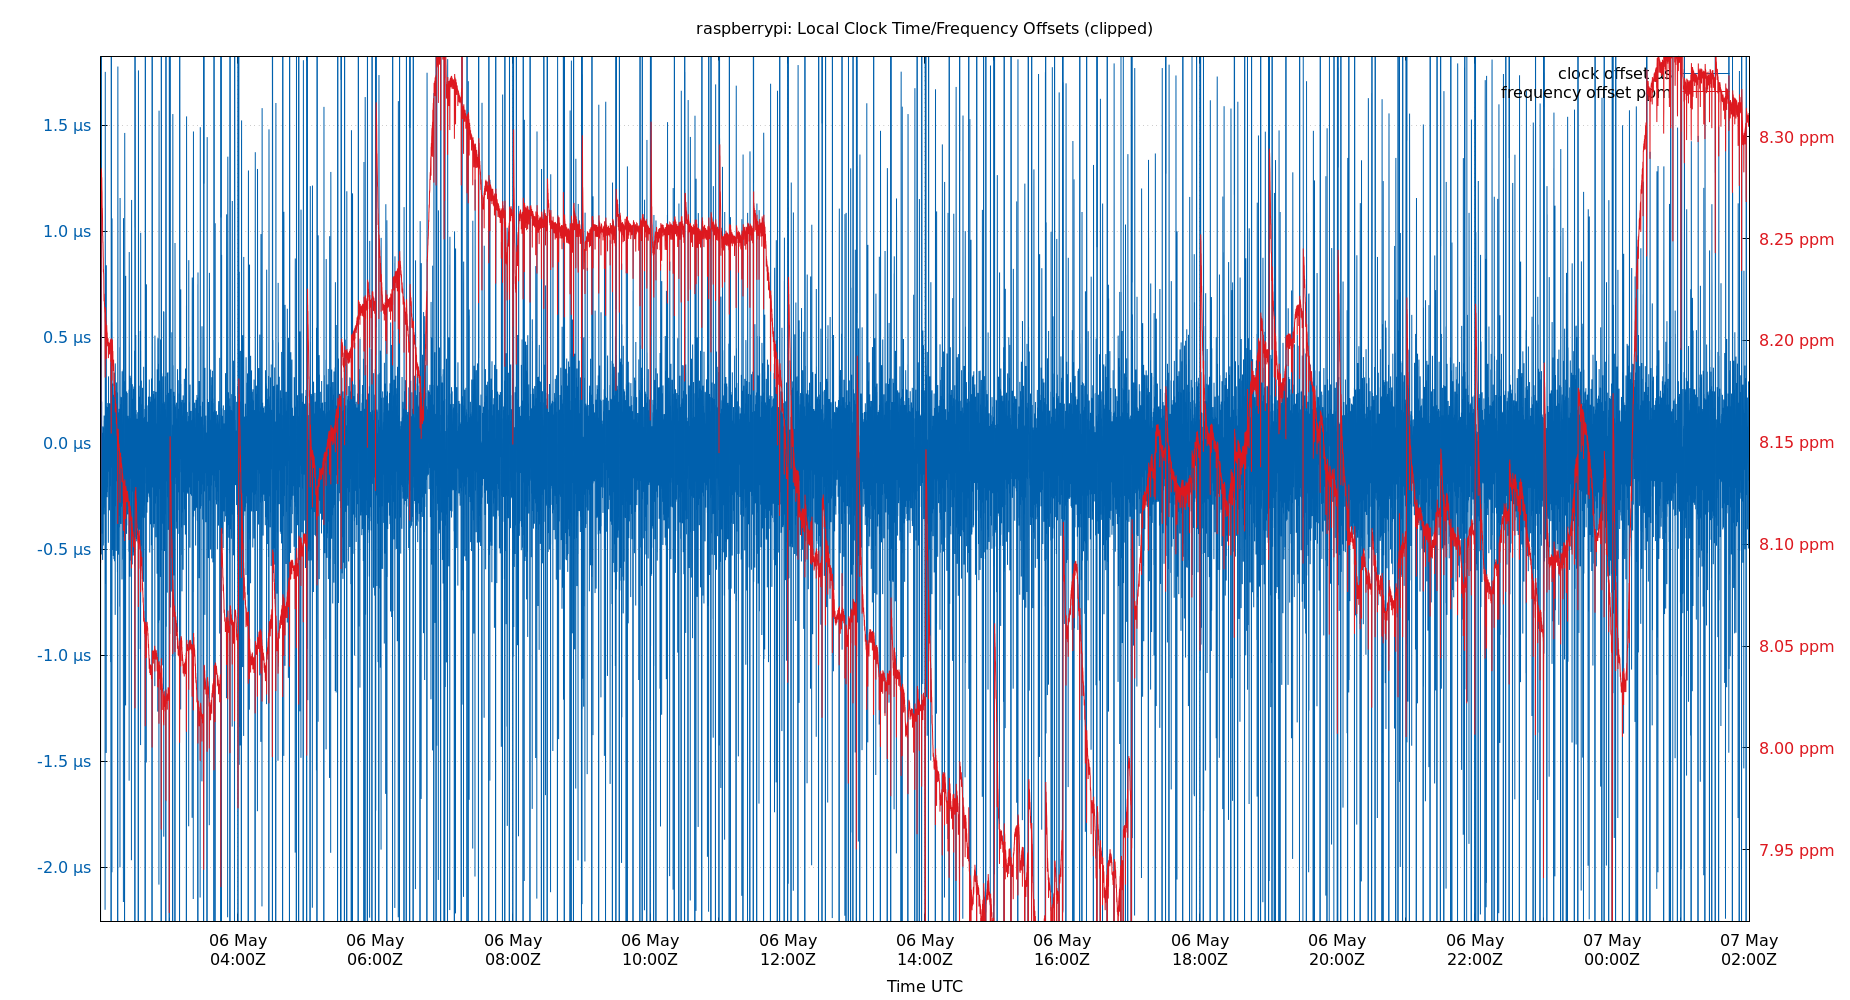 raspberrypi: Local Clock Time/Frequency Offsets (clipped)
clock offset µs
frequency offset ppm
1.5 µs
1.0 µs
0.5 µs
0.0 µs
-0.5 µs
-1.0 µs
-1.5 µs
-2.0 µs
8.30 ppm
8.25 ppm
8.20 ppm
8.15 ppm
8.10 ppm
8.05 ppm
8.00 ppm
7.95 ppm
06 May 06 May 06 May 06 May 06 May 06 May 06 May 06 May 06 May 06 May 07 May 07 May
04:00Z 06:00Z 08:00Z 10:00Z 12:00Z 14:00Z 16:00Z 18:00Z 20:00Z 22:00Z 00:00Z 02:00Z
Time UTC